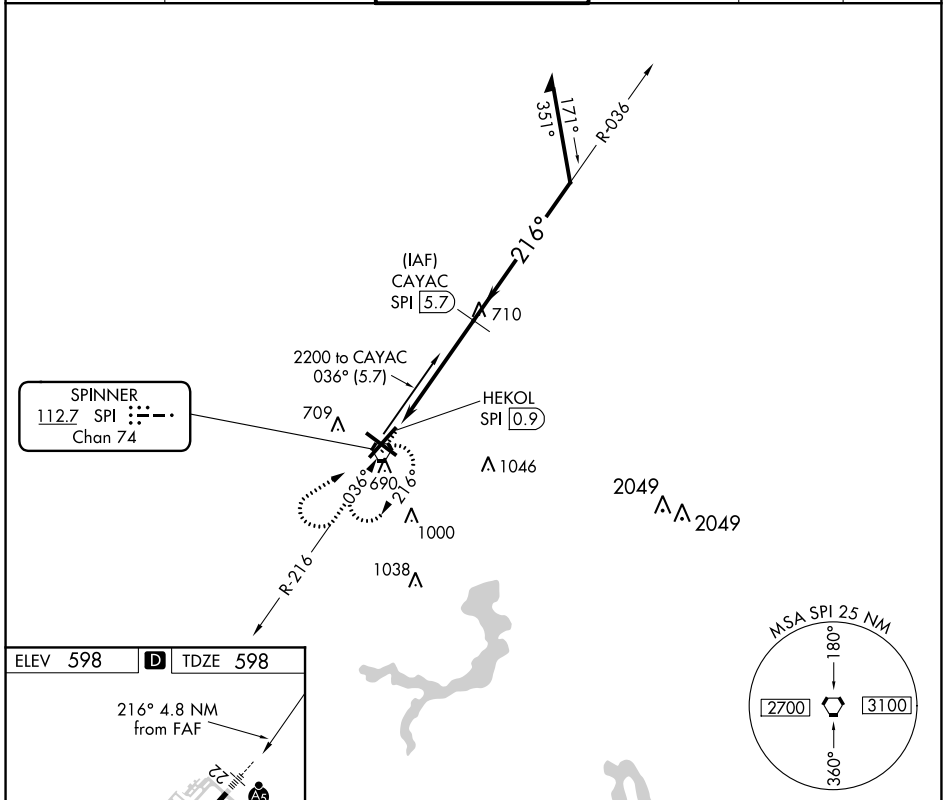 171°
351°
R-036
216°
(IAF)
CAYAC
SPI 5.7
710
2200 to CAYAC
036° (5.7)
SPINNER
112.7 SPI
Chan 74
HEKOL
SPI 0.9
709
1046
036°
690
216°
2049
2049
1000
1038
R-216
MSA SPI 25 NM
180°
2700
3100
360°
ELEV 598 D TDZE 598
216° 4.8 NM
from FAF
22
A5